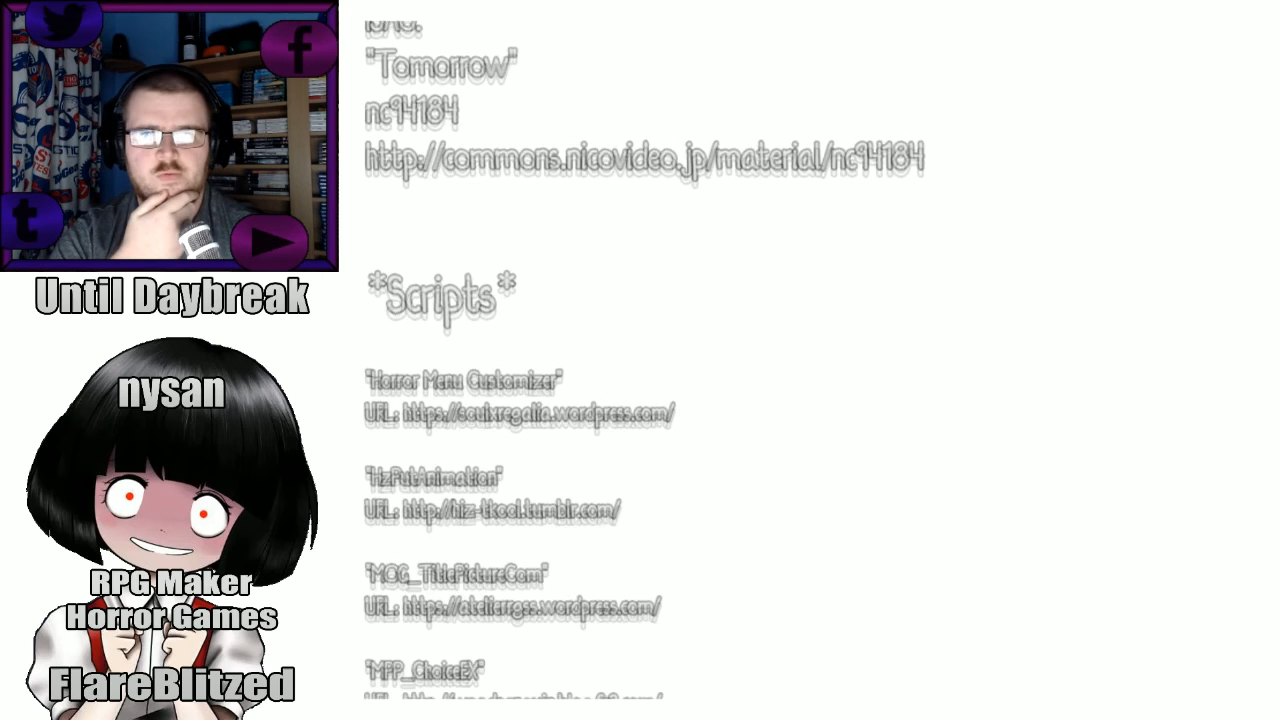 Until Daybreak
nysan
RPG Maker
Horror Games
FlareBlitzed
"Tomorrow"
nc94184
http://commons.nicovideo.jp/material/nc94184
*Scripts*
"Horror Menu Customizer"
URL: https://soulxregalia.wordpress.com/
"HzPutAnimation"
URL: http://hiz-tkool.tumblr.com/
"MOG_TitlePictureCom"
URL: https://atelierrgss.wordpress.com/
"MPP_ChoiceEX"